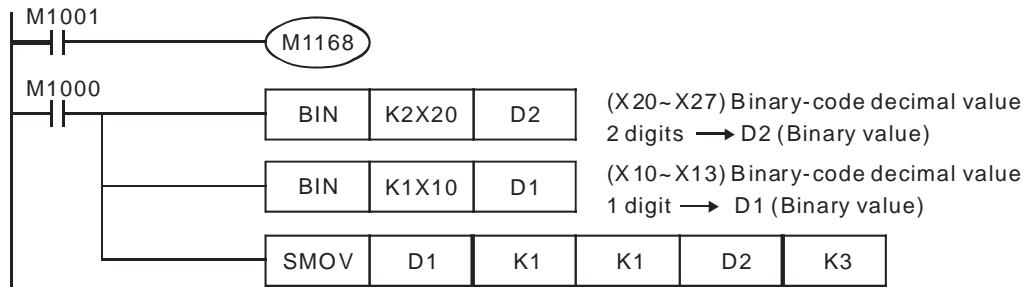 M1001
M1168
M1000
BIN K2X20 D2
(X20~X27) Binary-code decimal value
2 digits → D2 (Binary value)
BIN K1X10 D1
(X10~X13) Binary-code decimal value
1 digit → D1 (Binary value)
SMOV D1 K1 K1 D2 K3